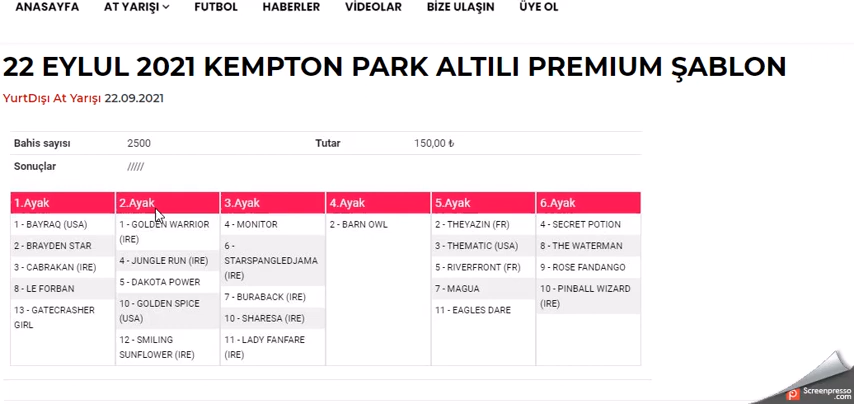 ANASAYFA AT YARIŞI FUTBOL HABERLER VİDEOLAR BİZE ULAŞIN ÜYE OL
22 EYLUL 2021 KEMPTON PARK ALTILI PREMIUM ŞABLON
YurtDışı At Yarışı 22.09.2021
Bahis sayısı 2500 Tutar 150,00 ₺
Sonuçlar /////
1.Ayak
1 - BAYRAQ (USA)
2 - BRAYDEN STAR
3 - CABRAKAN (IRE)
8 - LE FORBAN
13 - GATECRASHER
GIRL
2.Ayak
1 - GOLDEN WARRIOR
(IRE)
4 - JUNGLE RUN (IRE)
5 - DAKOTA POWER
10 - GOLDEN SPICE
(USA)
12 - SMILING
SUNFLOWER (IRE)
3.Ayak
4 - MONITOR
6 -
STARSPANGLEDJAMA
(IRE)
7 - BURABACK (IRE)
10 - SHARESA (IRE)
11 - LADY FANFARE
(IRE)
4.Ayak
2 - BARN OWL
5.Ayak
2 - THEYAZIN (FR)
3 - THEMATIC (USA)
5 - RIVERFRONT (FR)
7 - MAGUA
11 - EAGLES DARE
6.Ayak
4 - SECRET POTION
8 - THE WATERMAN
9 - ROSE FANDANGO
10 - PINBALL WIZARD
(IRE)
Screenpresso
.com